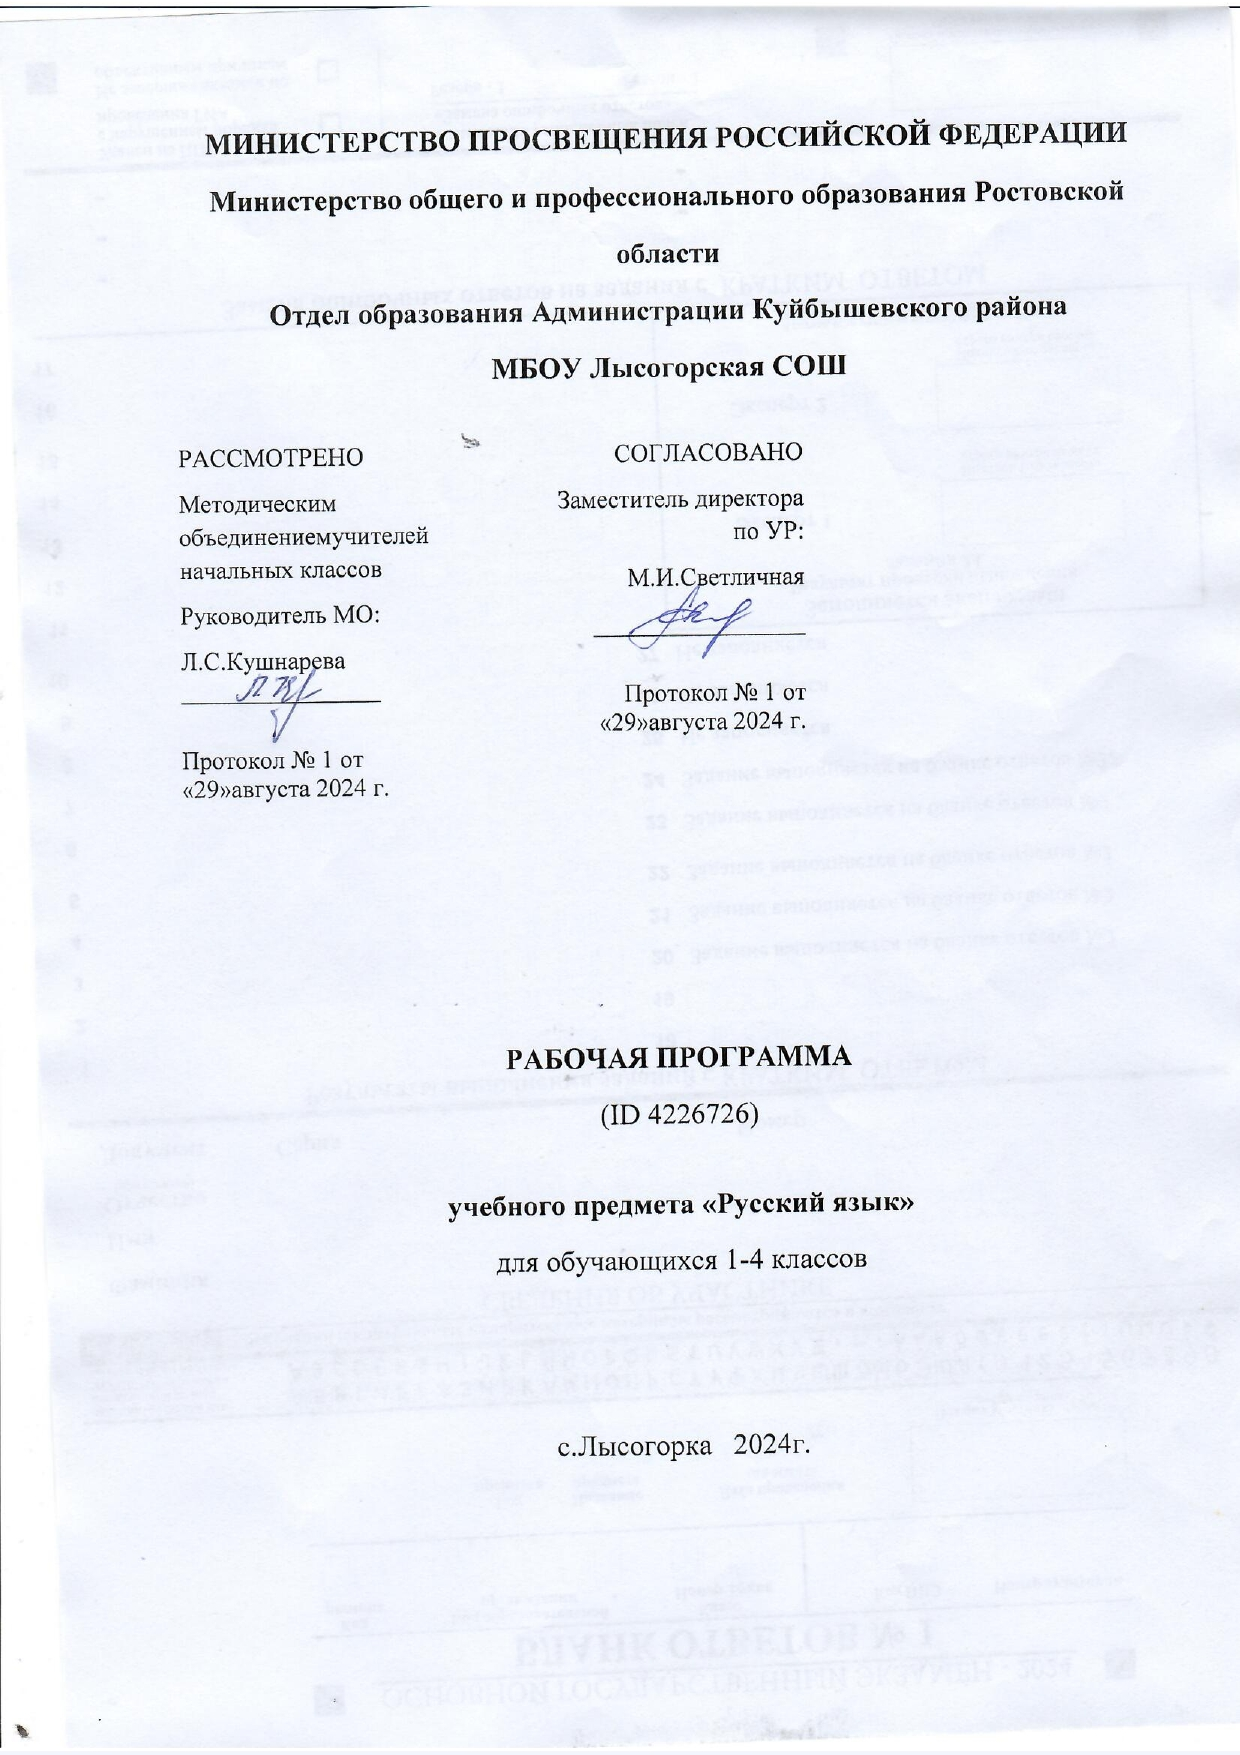 МИНИСТЕРСТВО ПРОСВЕЩЕНИЯ РОССИЙСКОЙ ФЕДЕРАЦИИ
Министерство общего и профессионального образования Ростовской
области
Отдел образования Администрации Куйбышевского района
МБОУ Лысогорская СОШ
РАССМОТРЕНО
Методическим
объединениемучителей
начальных классов
Руководитель МО:
Л.С.Кушнарева
Протокол № 1 от
«29»августа 2024 г.
СОГЛАСОВАНО
Заместитель директора
по УР:
М.И.Светличная
Протокол № 1 от
«29»августа 2024 г.
РАБОЧАЯ ПРОГРАММА
(ID 4226726)
учебного предмета «Русский язык»
для обучающихся 1-4 классов
с.Лысогорка 2024г.